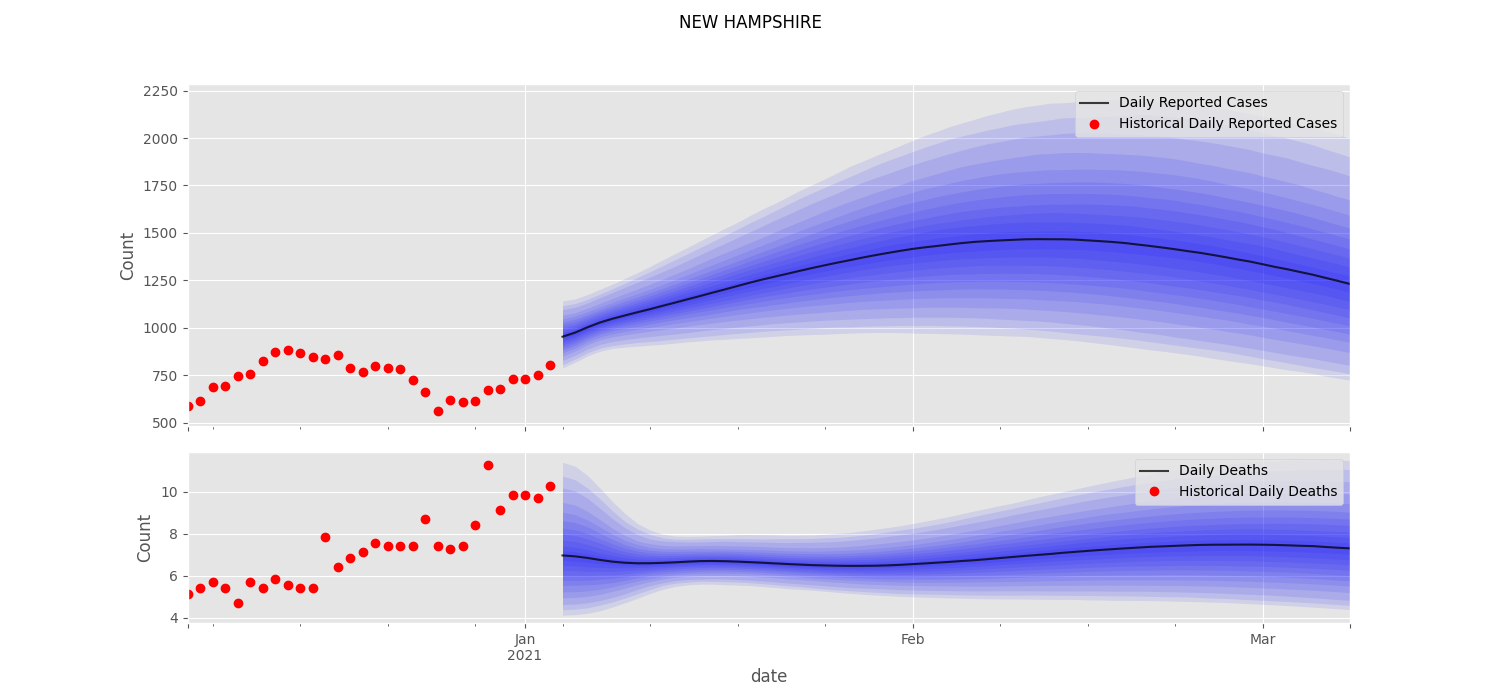 NEW HAMPSHIRE
2250
2000
1750
1500
1250
1000
750
500
Count
Daily Reported Cases
Historical Daily Reported Cases
10
8
6
4
Count
Daily Deaths
Historical Daily Deaths
Jan
2021
Feb
Mar
date